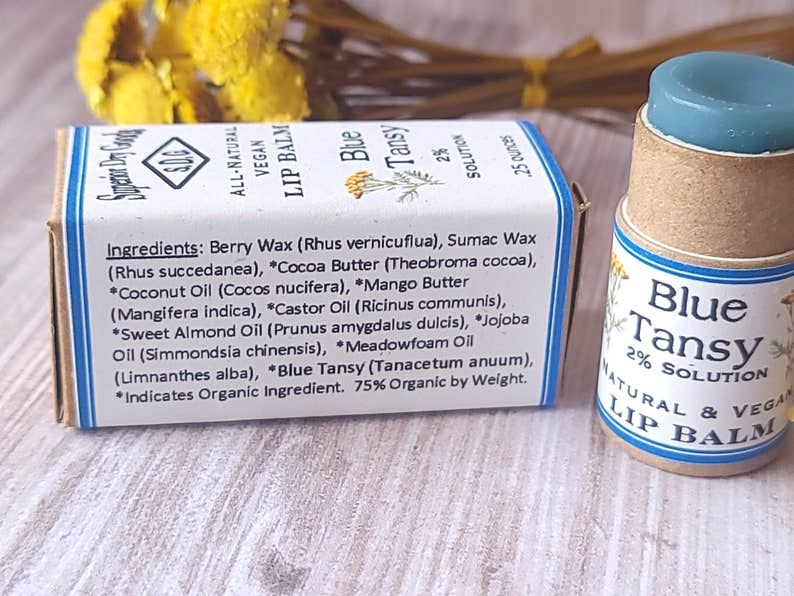 Superior Dry Goods
S.D.G.
ALL-NATURAL
VEGAN
LIP BALM
Blue
Tansy
2%
SOLUTION
.25 OUNCES
Ingredients: Berry Wax (Rhus vernicuflua), Sumac Wax
(Rhus succedanea), *Cocoa Butter (Theobroma cocoa),
*Coconut Oil (Cocos nucifera), *Mango Butter
(Mangifera indica), *Castor Oil (Ricinus communis),
*Sweet Almond Oil (Prunus amygdalus dulcis), *Jojoba
Oil (Simmondsia chinensis), *Meadowfoam Oil
(Limnanthes alba), *Blue Tansy (Tanacetum anuum),
*Indicates Organic Ingredient. 75% Organic by Weight.
Blue
Tansy
2% SOLUTION
NATURAL & VEGAN
LIP BALM